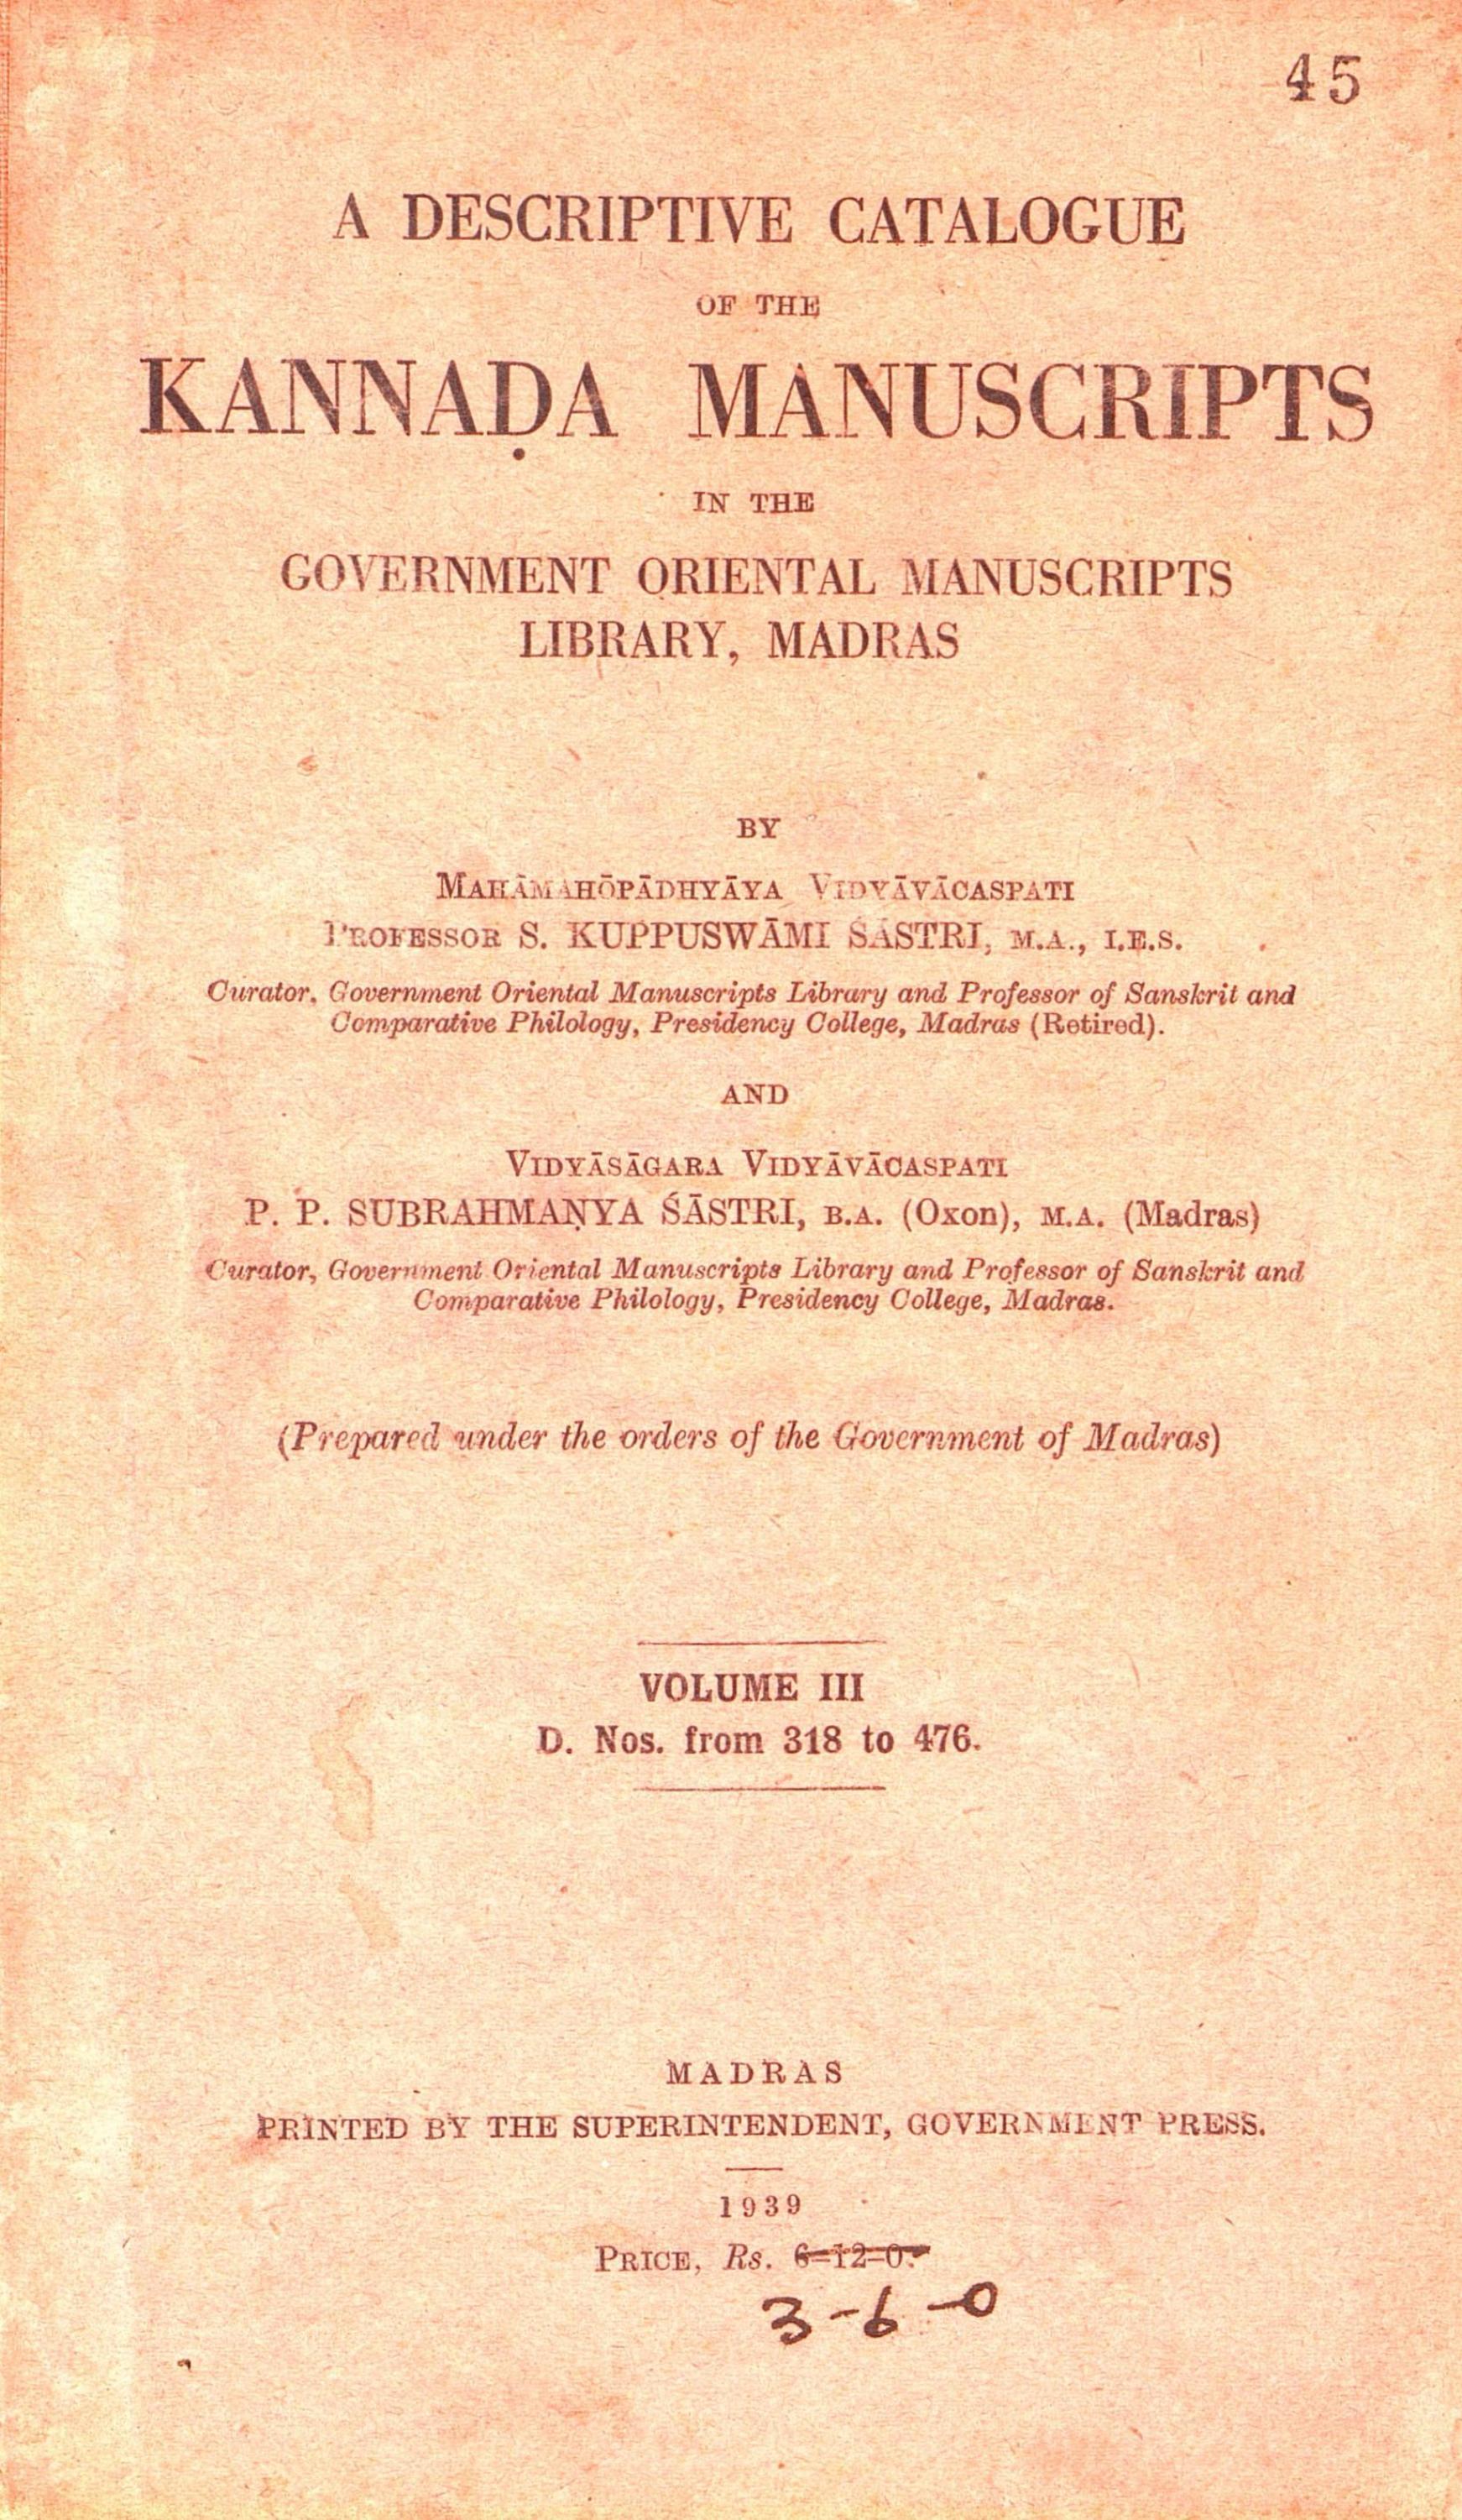 45
A DESCRIPTIVE CATALOGUE
OF THE
KANNAḌA MANUSCRIPTS
IN THE
GOVERNMENT ORIENTAL MANUSCRIPTS
LIBRARY, MADRAS
BY
MAHĀMAHŌPĀDHYĀYA VIDYĀVĀCASPATI
PROFESSOR S. KUPPUSWĀMI ŚĀSTRI, M.A., I.E.S.
Curator, Government Oriental Manuscripts Library and Professor of Sanskrit and
Comparative Philology, Presidency College, Madras (Retired).
AND
VIDYĀSĀGARA VIDYĀVĀCASPATI
P. P. SUBRAHMAṆYA ŚĀSTRI, B.A. (Oxon), M.A. (Madras)
Curator, Government Oriental Manuscripts Library and Professor of Sanskrit and
Comparative Philology, Presidency College, Madras.
(Prepared under the orders of the Government of Madras)
VOLUME III
D. Nos. from 318 to 476.
MADRAS
PRINTED BY THE SUPERINTENDENT, GOVERNMENT PRESS.
1939
PRICE, Rs. 6-12-0.
3-6-0